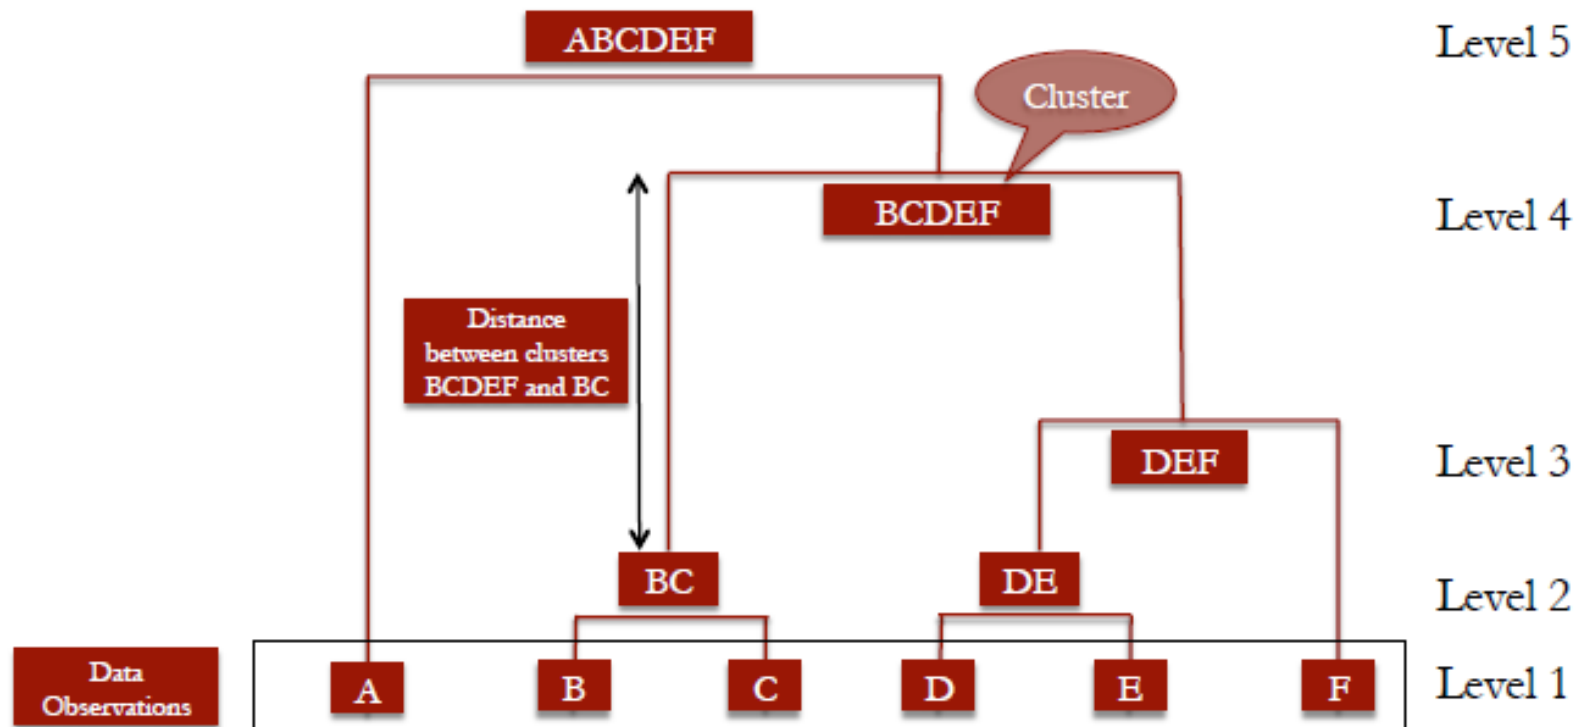 ABCDEF
Level 5
Cluster
BCDEF
Level 4
Distance
between clusters
BCDEF and BC
DEF
Level 3
BC
DE
Level 2
Data
Observations
A
B
C
D
E
F
Level 1